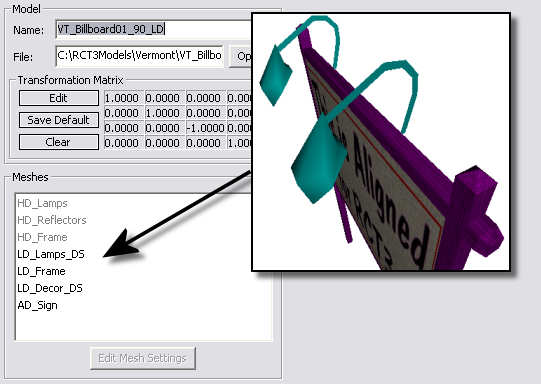 Model
Name: VT_Billboard01_90_LD
File: C:\RCT3Models\Vermont\VT_Billbo Op
Transformation Matrix
Edit 1.0000 0.0000 0.0000 0.000
Save Default 0.0000 1.0000 0.0000 0.000
0.0000 0.0000 -1.0000 0.000
Clear 0.0000 0.0000 0.0000 1.000
Meshes
HD_Lamps
HD_Reflectors
HD_Frame
LD_Lamps_DS
LD_Frame
LD_Decor_DS
AD_Sign
Edit Mesh Settings
Aligned
RCT3